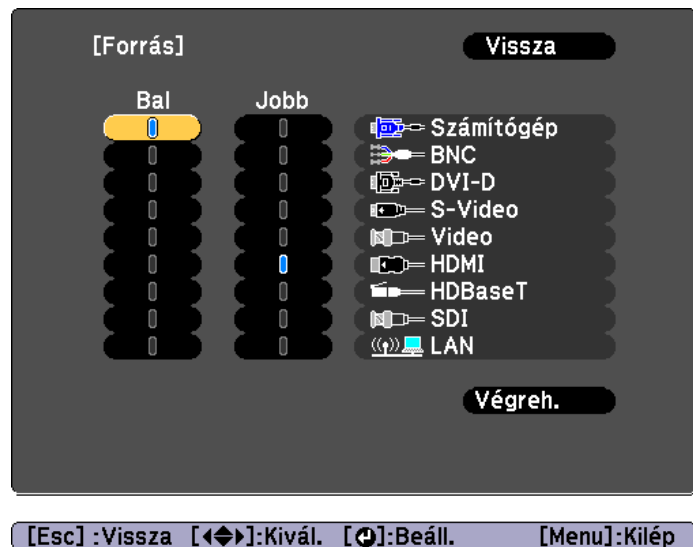 [Forrás] Vissza
Bal Jobb
Számítógép
BNC
DVI-D
S-Video
Video
HDMI
HDBaseT
SDI
LAN
Végreh.
[Esc] :Vissza []:Kivál. []:Beáll. [Menu]:Kilép